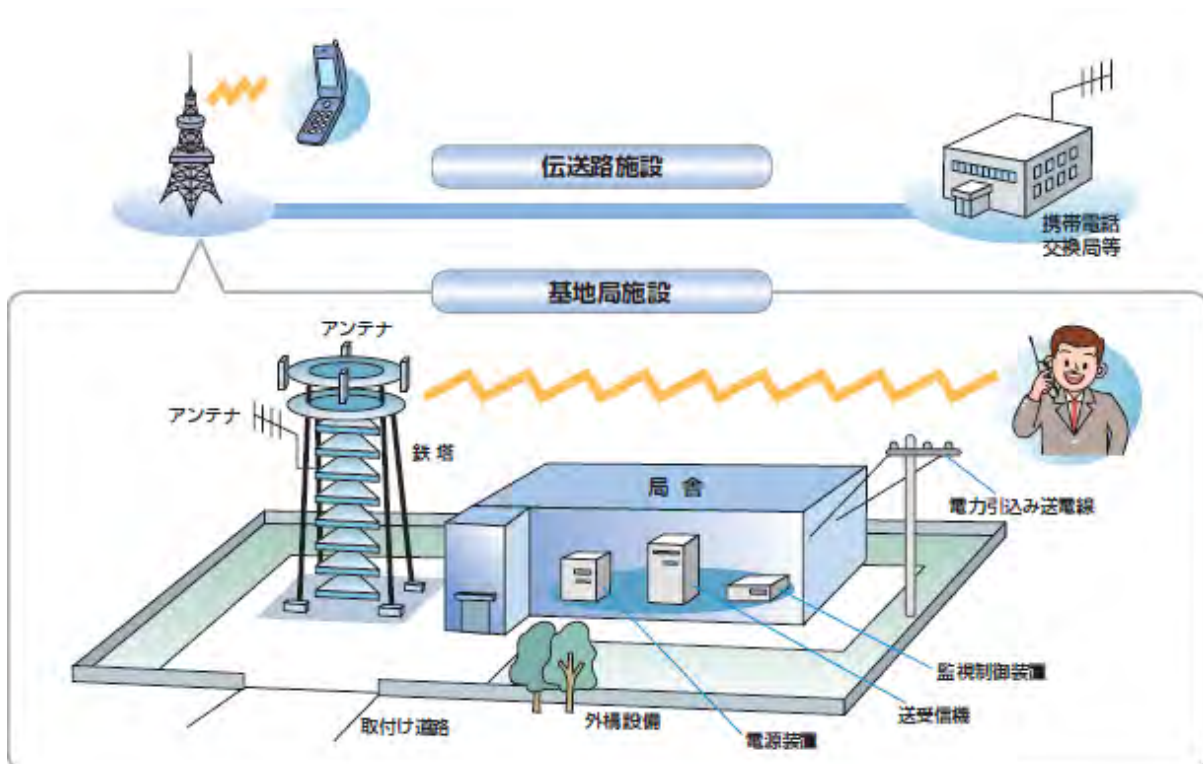 伝送路施設
携帯電話
交換局等
基地局施設
アンテナ
アンテナ
鉄塔
局舎
電力引込み送電線
監視制御装置
送受信機
電源装置
外構設備
取付け道路